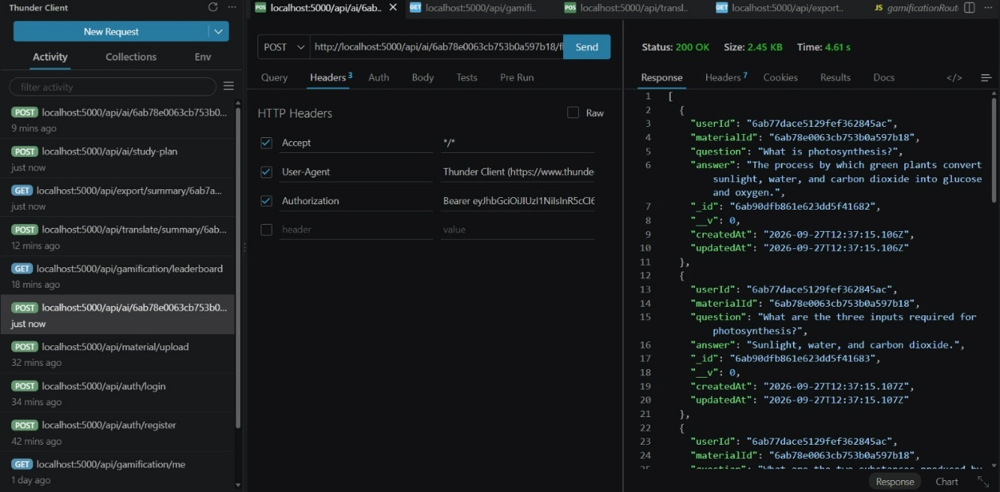 Thunder Client
New Request
Activity Collections Env
filter activity
POST localhost:5000/api/ai/6ab78e0063cb753b0...
9 mins ago
POST localhost:5000/api/ai/study-plan
just now
GET localhost:5000/api/export/summary/6ab7a...
just now
POST localhost:5000/api/translate/summary/6ab...
12 mins ago
GET localhost:5000/api/gamification/leaderboard
18 mins ago
POST localhost:5000/api/ai/6ab78e0063cb753b0...
just now
POST localhost:5000/api/material/upload
32 mins ago
POST localhost:5000/api/auth/login
34 mins ago
POST localhost:5000/api/auth/register
42 mins ago
GET localhost:5000/api/gamification/me
1 day ago
POS localhost:5000/api/ai/6ab.. GET localhost:5000/api/gamifi.. POS localhost:5000/api/transl.. GET localhost:5000/api/export.. JS gamificationRout
POST http://localhost:5000/api/ai/6ab78e0063cb753b0a597b18/fl Send
Query Headers 3 Auth Body Tests Pre Run
HTTP Headers Raw
Accept */*
User-Agent Thunder Client (https://www.thunde
Authorization Bearer
header value
Status: 200 OK Size: 2.45 KB Time: 4.61 s
Response Headers 7 Cookies Results Docs </>
1 [
2 {
3 "userId": "6ab77dace5129fef362845ac",
4 "materialId": "6ab78e0063cb753b0a597b18",
5 "question": "What is photosynthesis?",
6 "answer": "The process by which green plants convert
sunlight, water, and carbon dioxide into glucose
and oxygen.",
7 "_id": "6ab90dfb861e623dd5f41682",
8 "__v": 0,
9 "createdAt": "2026-09-27T12:37:15.106Z",
10 "updatedAt": "2026-09-27T12:37:15.106Z"
11 },
12 {
13 "userId": "6ab77dace5129fef362845ac",
14 "materialId": "6ab78e0063cb753b0a597b18",
15 "question": "What are the three inputs required for
photosynthesis?",
16 "answer": "Sunlight, water, and carbon dioxide.",
17 "_id": "6ab90dfb861e623dd5f41683",
18 "__v": 0,
19 "createdAt": "2026-09-27T12:37:15.107Z",
20 "updatedAt": "2026-09-27T12:37:15.107Z"
21 },
22 {
23 "userId": "6ab77dace5129fef362845ac",
24 "materialId": "6ab78e0063cb753b0a597b18",
25 "question": "What are the two substances produced by
Response Chart